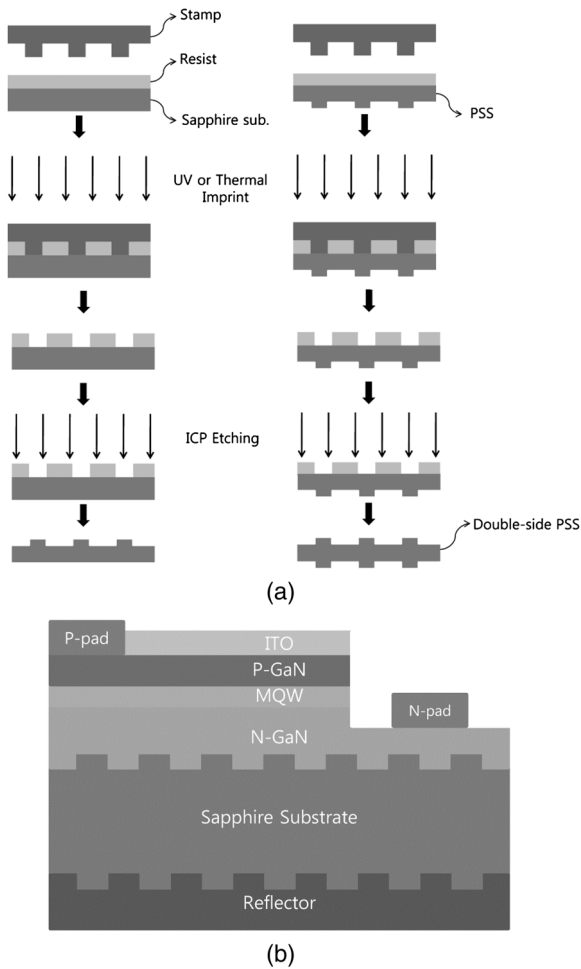 Stamp
Resist
Sapphire sub.
PSS
UV or Thermal
Imprint
ICP Etching
Double-side PSS
(a)
P-pad
ITO
P-GaN
MQW
N-pad
N-GaN
Sapphire Substrate
Reflector
(b)